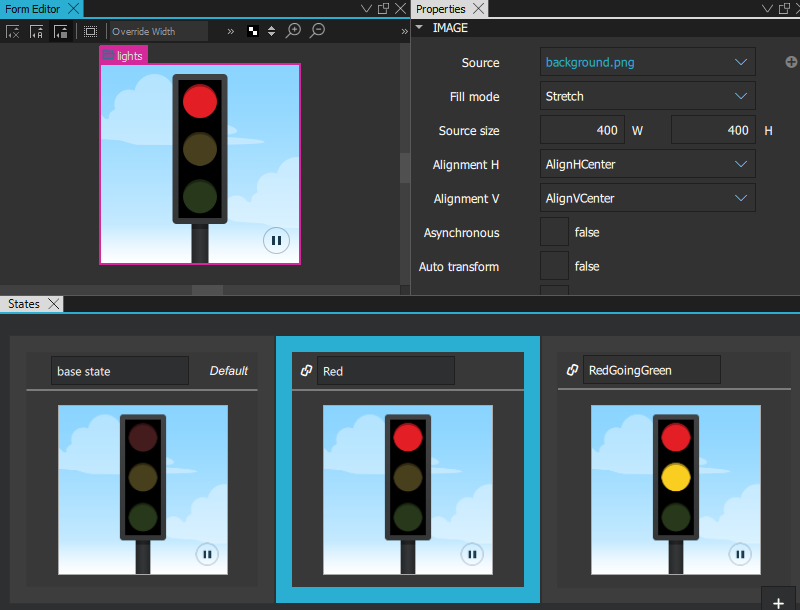 Form Editor
Properties
Override Width
IMAGE
lights
Source
background.png
Fill mode
Stretch
Source size
400
W
400
H
Alignment H
AlignHCenter
Alignment V
AlignVCenter
Asynchronous
false
Auto transform
false
States
base state
Default
Red
RedGoingGreen